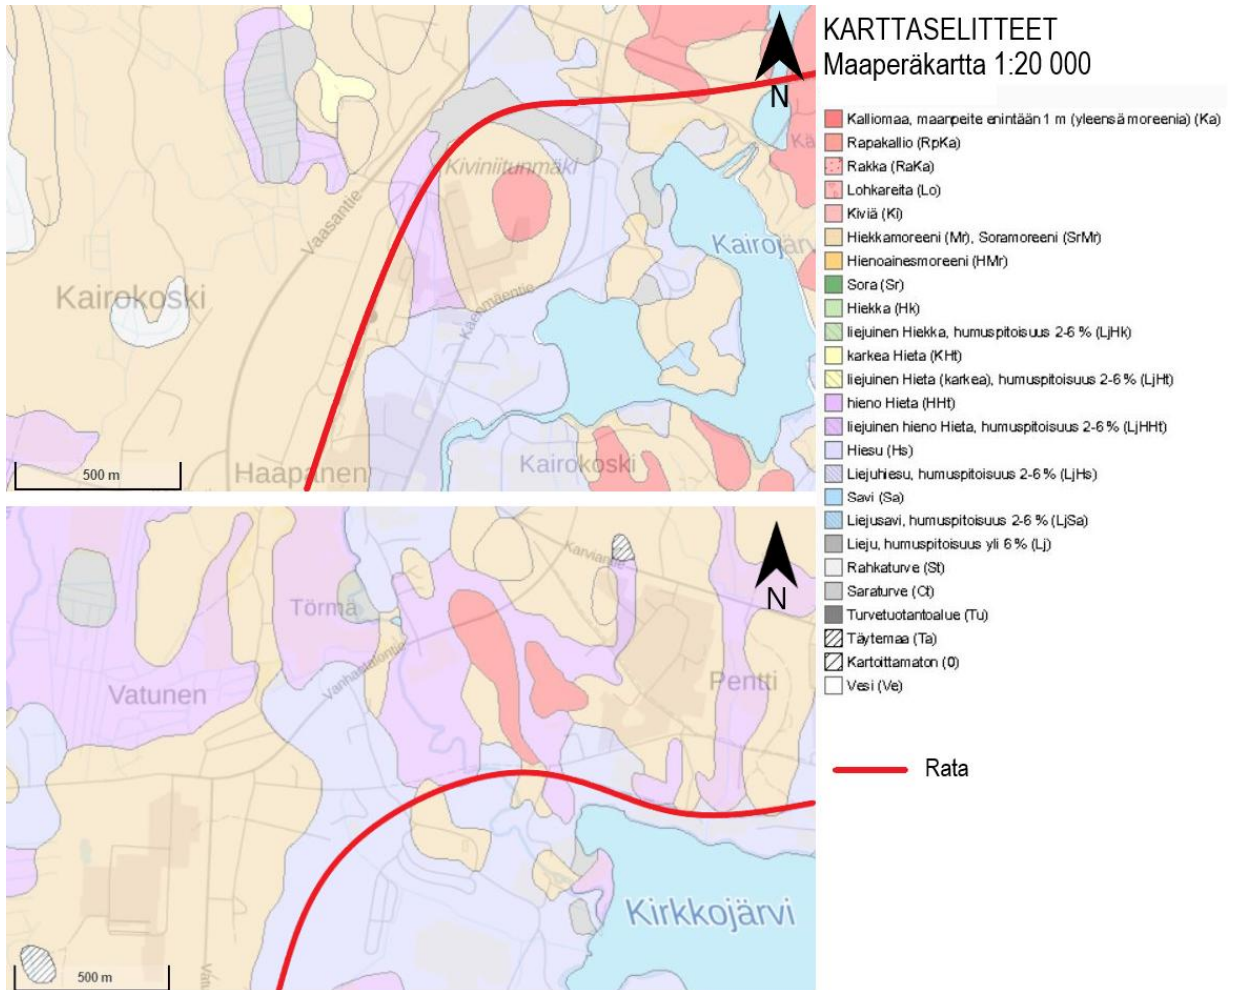 Kiviniitunmäki
Vaasantie
Kairojärv
Kairokoski
Haapanen
Kairokoski
500 m
N
Törmä
Vatunen
Vanhatalontie
Karviantie
Pentti
Kirkkojärvi
500 m
N
KARTTASELITTEET
Maaperäkartta 1:20 000
Kalliomaa, maanpeite enintään 1 m (yleensä moreenia) (Ka)
Rapakallio (RpKa)
Rakka (RaKa)
Lohkareita (Lo)
Kiviä (Ki)
Hiekkamoreeni (Mr), Soramoreeni (SrMr)
Hienoainesmoreeni (HMr)
Sora (Sr)
Hiekka (Hk)
liejuinen Hiekka, humuspitoisuus 2-6 % (LjHk)
karkea Hieta (KHt)
liejuinen Hieta (karkea), humuspitoisuus 2-6 % (LjHt)
hieno Hieta (HHt)
liejuinen hieno Hieta, humuspitoisuus 2-6 % (LjHHt)
Hiesu (Hs)
Liejuhiesu, humuspitoisuus 2-6 % (LjHs)
Savi (Sa)
Liejusavi, humuspitoisuus 2-6 % (LjSa)
Lieju, humuspitoisuus yli 6 % (Lj)
Rahkaturve (St)
Saraturve (Ct)
Turvetuotantoalue (Tu)
Täytemaa (Ta)
Kartoittamaton (0)
Vesi (Ve)
Rata